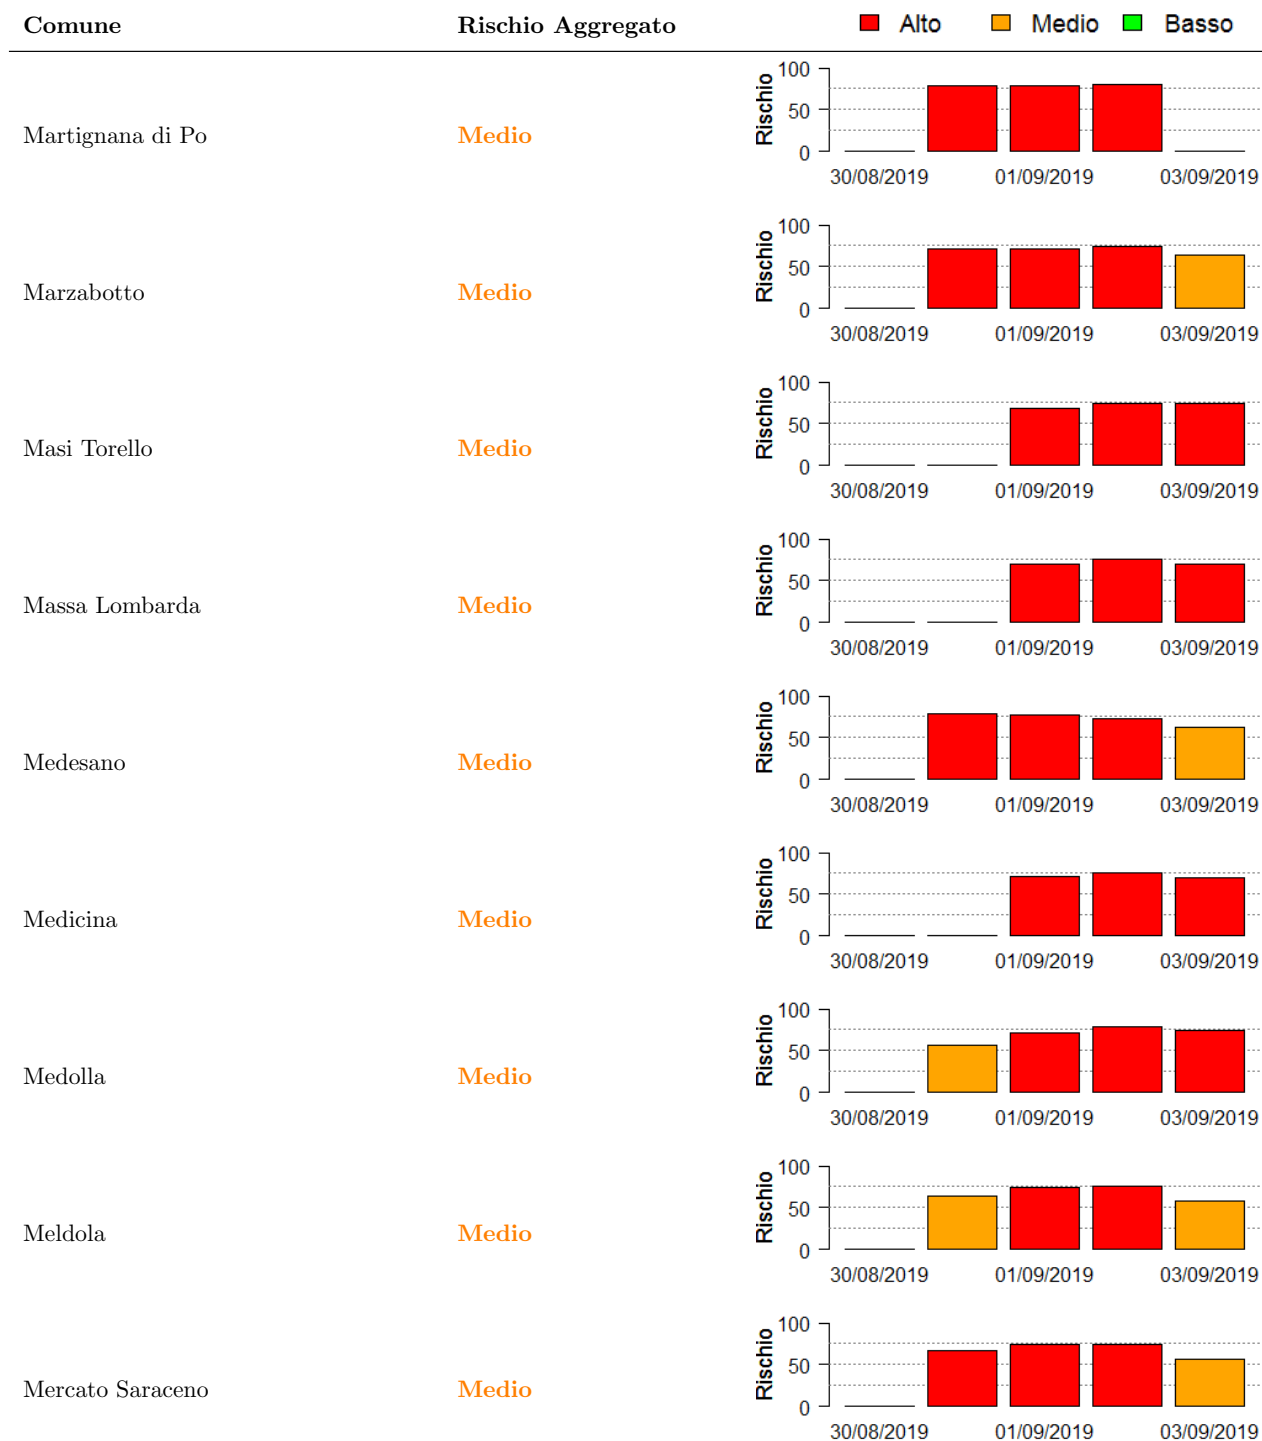 Comune Rischio Aggregato Alto Medio Basso
Martignana di Po Medio Rischio 100 50 0
30/08/2019 01/09/2019 03/09/2019
Marzabotto Medio Rischio 100 50 0
30/08/2019 01/09/2019 03/09/2019
Masi Torello Medio Rischio 100 50 0
30/08/2019 01/09/2019 03/09/2019
Massa Lombarda Medio Rischio 100 50 0
30/08/2019 01/09/2019 03/09/2019
Medesano Medio Rischio 100 50 0
30/08/2019 01/09/2019 03/09/2019
Medicina Medio Rischio 100 50 0
30/08/2019 01/09/2019 03/09/2019
Medolla Medio Rischio 100 50 0
30/08/2019 01/09/2019 03/09/2019
Meldola Medio Rischio 100 50 0
30/08/2019 01/09/2019 03/09/2019
Mercato Saraceno Medio Rischio 100 50 0
30/08/2019 01/09/2019 03/09/2019